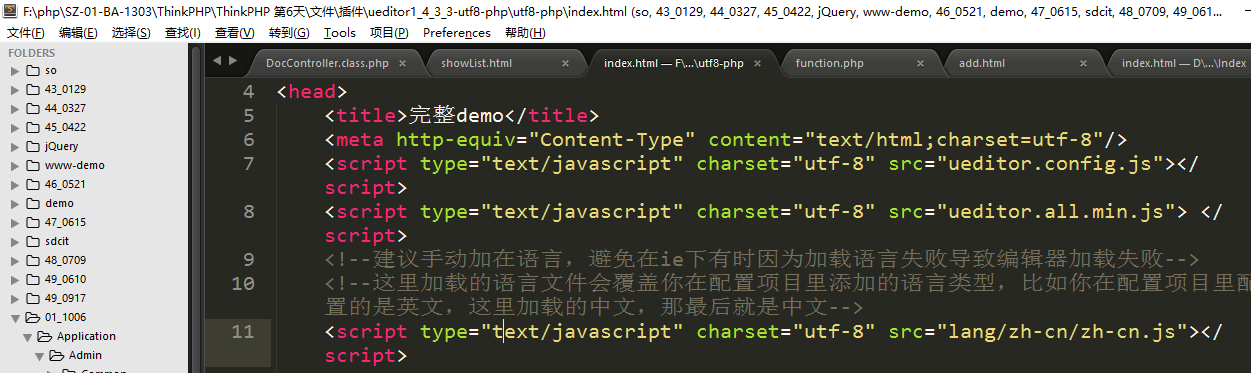 F:\php\SZ-01-BA-1303\ThinkPHP\ThinkPHP 第6天\文件\插件\ueditor1_4_3_3-utf8-php\utf8-php\index.html (so, 43_0129, 44_0327, 45_0422, jQuery, www-demo, 46_0521, demo, 47_0615, sdcit, 48_0709, 49_061...
文件(F) 编辑(E) 选择(S) 查找(I) 查看(V) 转到(G) Tools 项目(P) Preferences 帮助(H)
FOLDERS
so
43_0129
44_0327
45_0422
jQuery
www-demo
46_0521
demo
47_0615
sdcit
48_0709
49_0610
49_0917
01_1006
Application
Admin
DocController.class.php × showList.html × index.html — F\...\utf8-php × function.php × add.html × index.html — D\...\Index
4 <head>
5 <title>完整demo</title>
6 <meta http-equiv="Content-Type" content="text/html;charset=utf-8"/>
7 <script type="text/javascript" charset="utf-8" src="ueditor.config.js"></
script>
8 <script type="text/javascript" charset="utf-8" src="ueditor.all.min.js"> </
script>
9 <!--建议手动加在语言，避免在ie下有时因为加载语言失败导致编辑器加载失败-->
10 <!--这里加载的语言文件会覆盖你在配置项目里添加的语言类型，比如你在配置项目里配
置的是英文，这里加载的中文，那最后就是中文-->
11 <script type="text/javascript" charset="utf-8" src="lang/zh-cn/zh-cn.js"></
script>